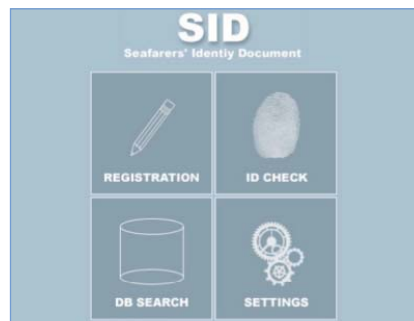 SID
Seafarers' Identiy Document
REGISTRATION ID CHECK
DB SEARCH SETTINGS